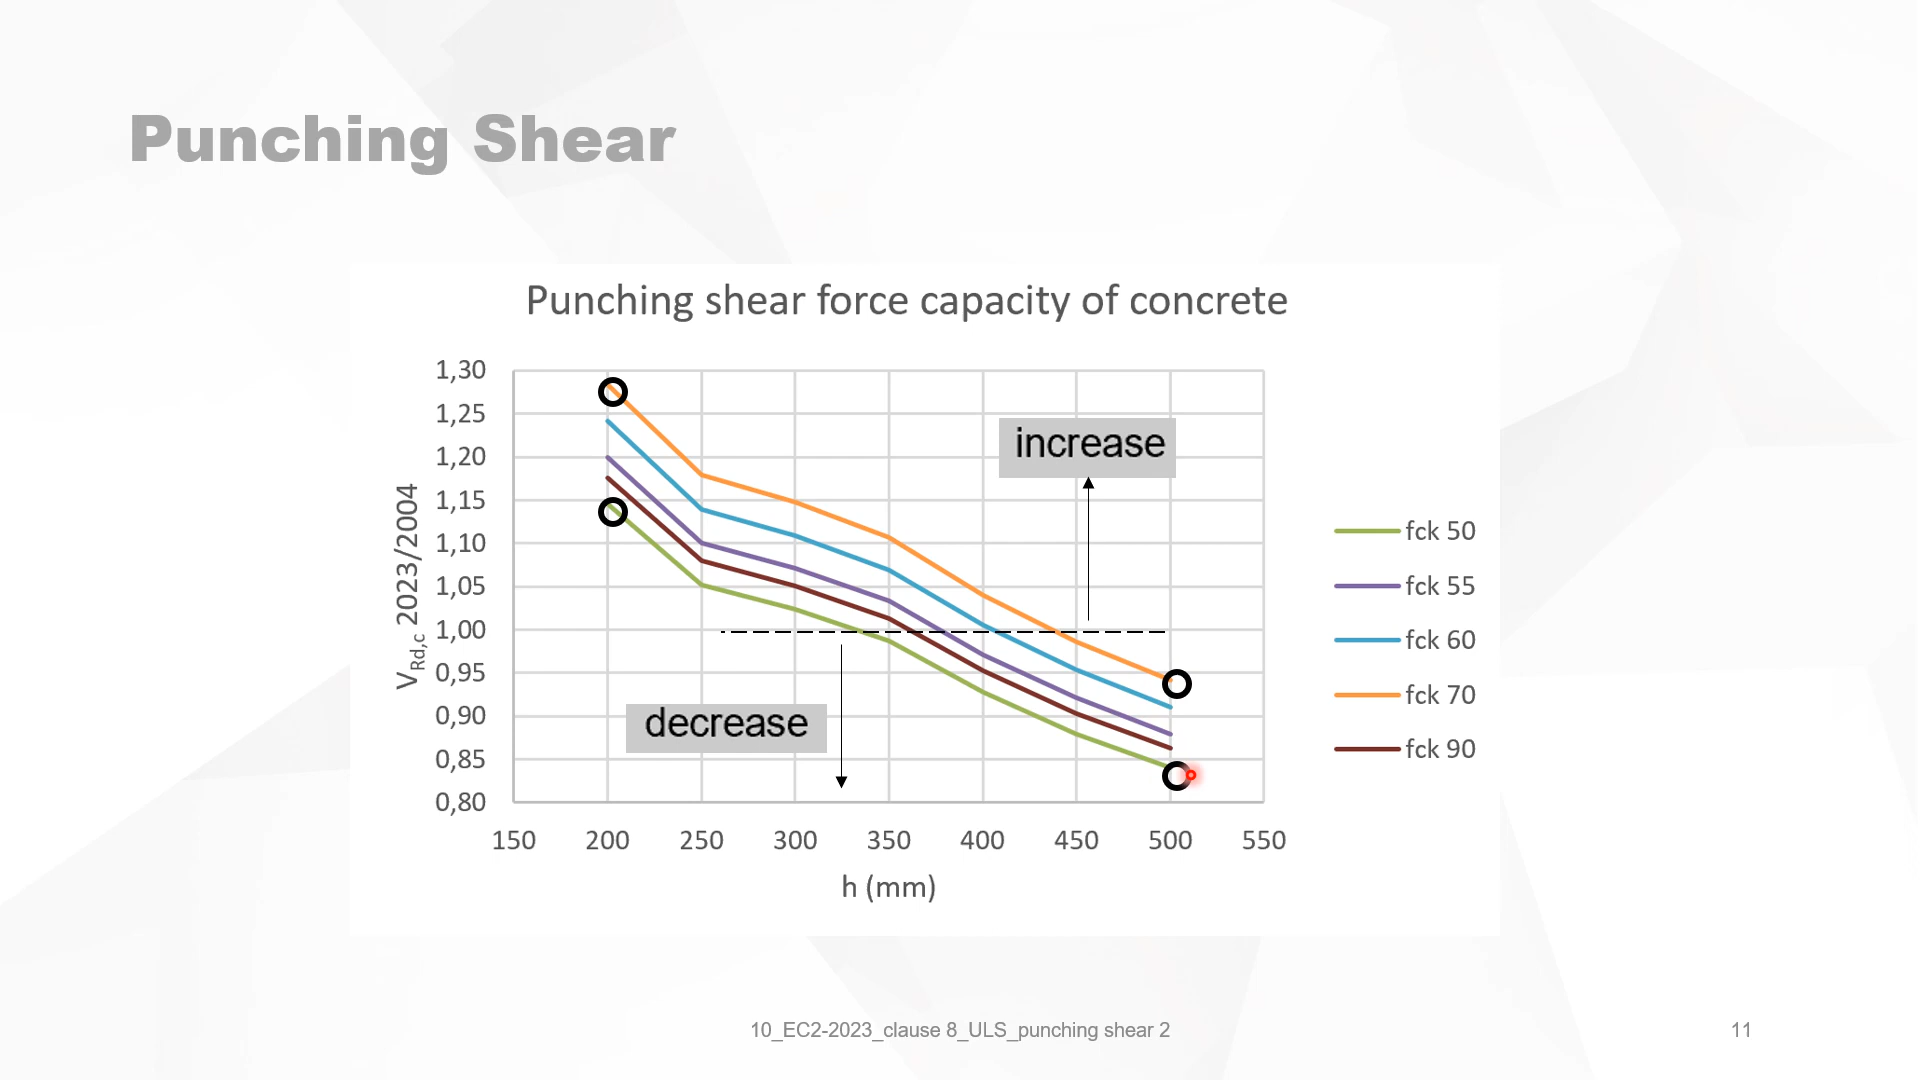 Punching Shear
Punching shear force capacity of concrete
V Rd,c 2023/2004
1,30
1,25
1,20
1,15
1,10
1,05
1,00
0,95
0,90
0,85
0,80
increase
decrease
150 200 250 300 350 400 450 500 550
h (mm)
fck 50
fck 55
fck 60
fck 70
fck 90
10_EC2-2023_clause 8_ULS_punching shear 2
11